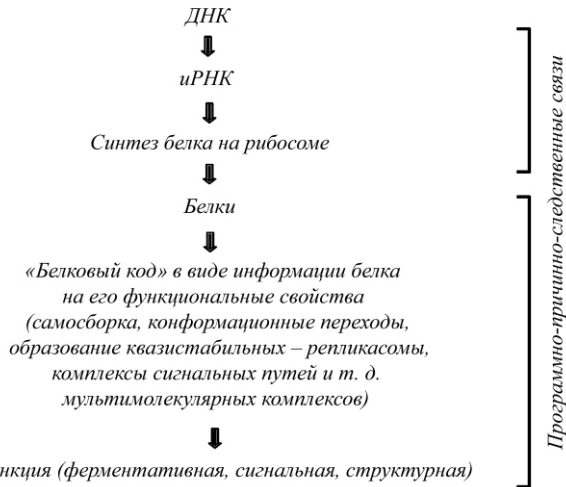 ДНК
иРНК
Синтез белка на рибосоме
Белки
«Белковый код» в виде информации белка
на его функциональные свойства
(самосборка, конформационные переходы,
образование квазистабильных – репликасомы,
комплексы сигнальных путей и т. д.
мультимолекулярных комплексов)
нкция (ферментативная, сигнальная, структурная)
Программно-причинно-следственные связи